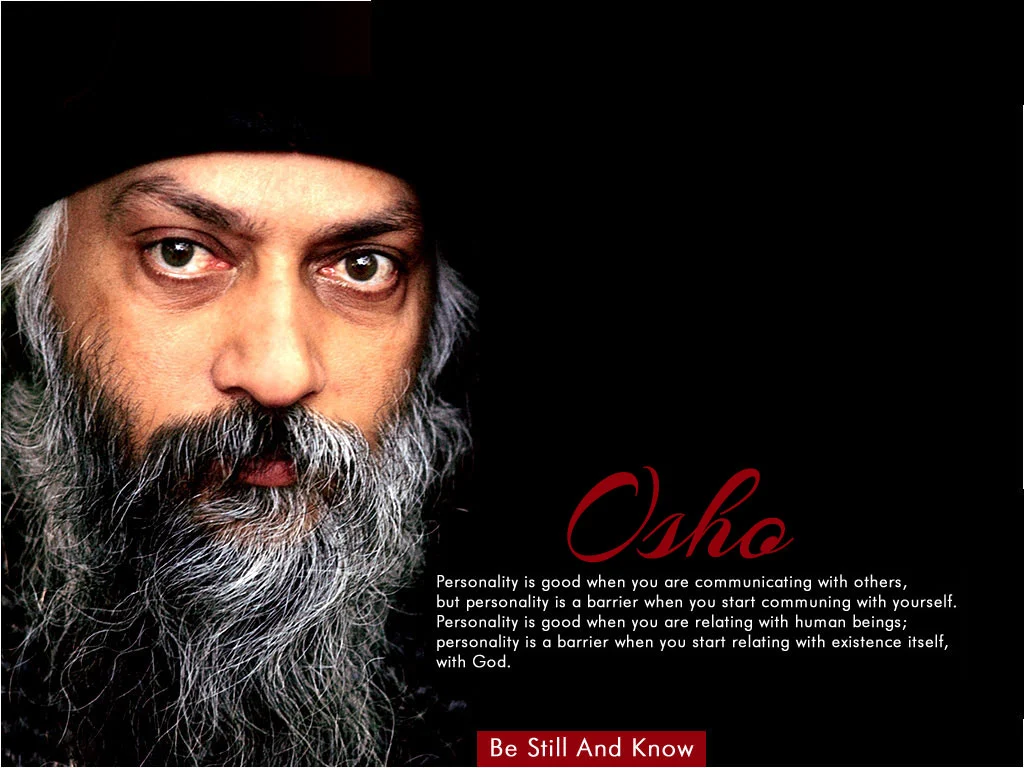 Osho
Personality is good when you are communicating with others,
but personality is a barrier when you start communing with yourself.
Personality is good when you are relating with human beings;
personality is a barrier when you start relating with existence itself,
with God.
Be Still And Know